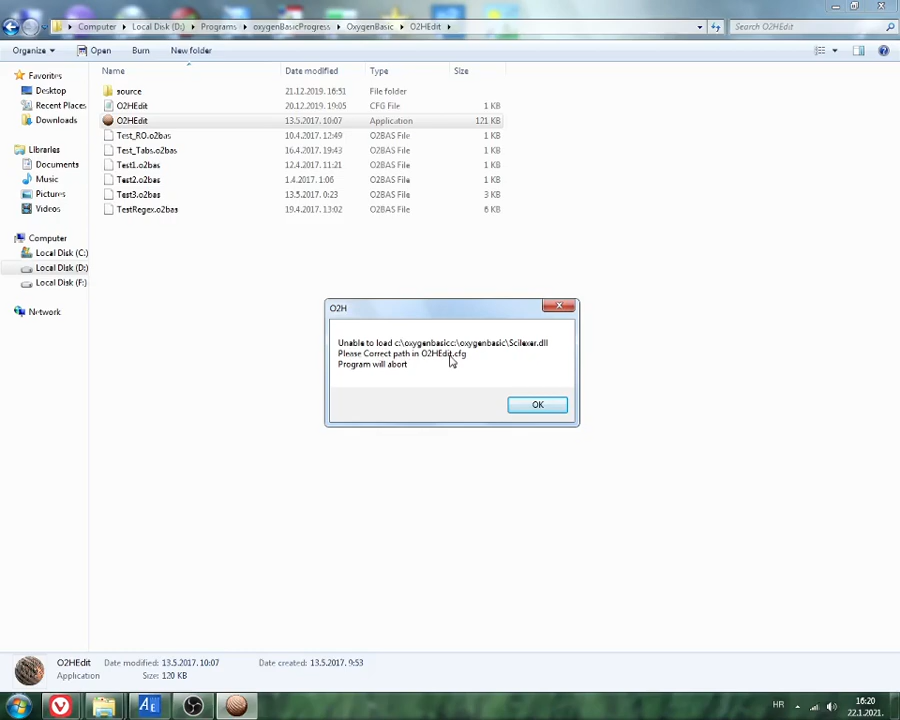 Computer ▸ Local Disk (D:) ▸ Programs ▸ oxygenBasicProgress ▸ OxygenBasic ▸ O2HEdit ▸
Search O2HEdit
Organize ▾ Open Burn New folder
Name Date modified Type Size
Favorites
Desktop
Recent Places
Downloads
Libraries
Documents
Music
Pictures
Videos
Computer
Local Disk (C:)
Local Disk (D:)
Local Disk (F:)
Network
source 21.12.2019. 16:51 File folder
O2HEdit 20.12.2019. 19:05 CFG File 1 KB
O2HEdit 13.5.2017. 10:07 Application 121 KB
Test_RO.o2bas 10.4.2017. 12:49 O2BAS File 1 KB
Test_Tabs.o2bas 16.4.2017. 19:43 O2BAS File 1 KB
Test1.o2bas 12.4.2017. 11:21 O2BAS File 1 KB
Test2.o2bas 1.4.2017. 1:06 O2BAS File 1 KB
Test3.o2bas 13.5.2017. 0:23 O2BAS File 3 KB
TestRegex.o2bas 19.4.2017. 13:02 O2BAS File 6 KB
O2H
Unable to load c:\oxygenbasicc:\oxygenbasic\Scilexer.dll
Please Correct path in O2HEdit.cfg
Program will abort
OK
O2HEdit Date modified: 13.5.2017. 10:07 Date created: 13.5.2017. 9:53
Application Size: 120 KB
AE
HR
16:20
22.1.2021.